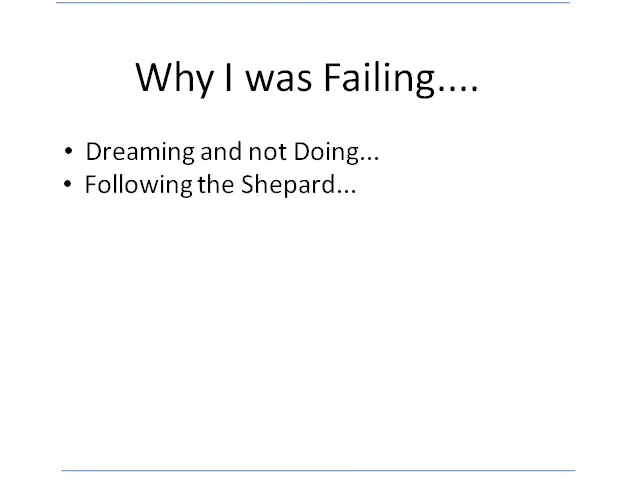 Why I was Failing....
• Dreaming and not Doing...
• Following the Shepard...